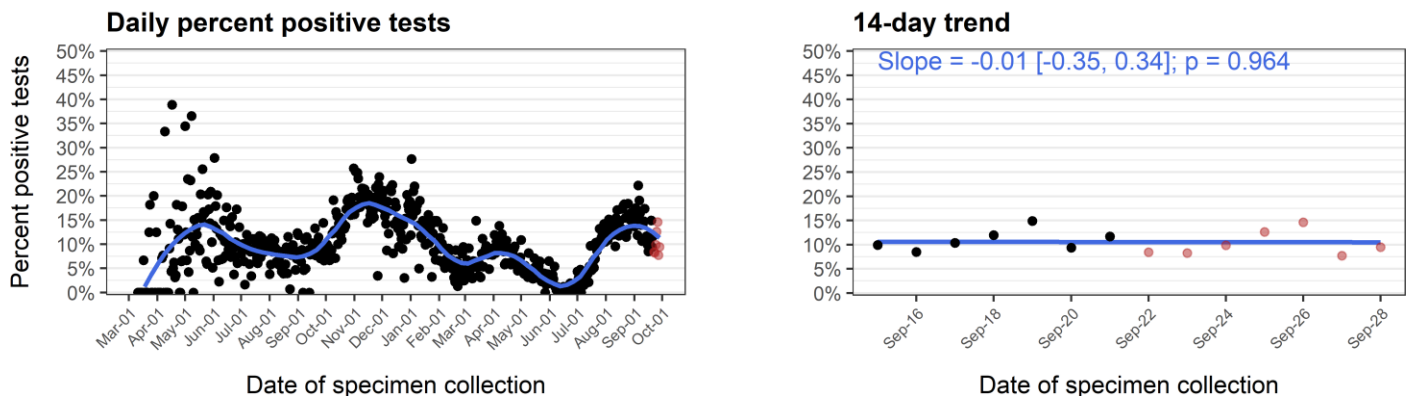 Daily percent positive tests
Percent positive tests
50%
45%
40%
35%
30%
25%
20%
15%
10%
5%
0%
Mar-01
Apr-01
May-01
Jun-01
Jul-01
Aug-01
Sep-01
Oct-01
Nov-01
Dec-01
Jan-01
Feb-01
Mar-01
Apr-01
May-01
Jun-01
Jul-01
Aug-01
Sep-01
Oct-01
Date of specimen collection
14-day trend
Slope = -0.01 [-0.35, 0.34]; p = 0.964
50%
45%
40%
35%
30%
25%
20%
15%
10%
5%
0%
Sep-16
Sep-18
Sep-20
Sep-22
Sep-24
Sep-26
Sep-28
Date of specimen collection